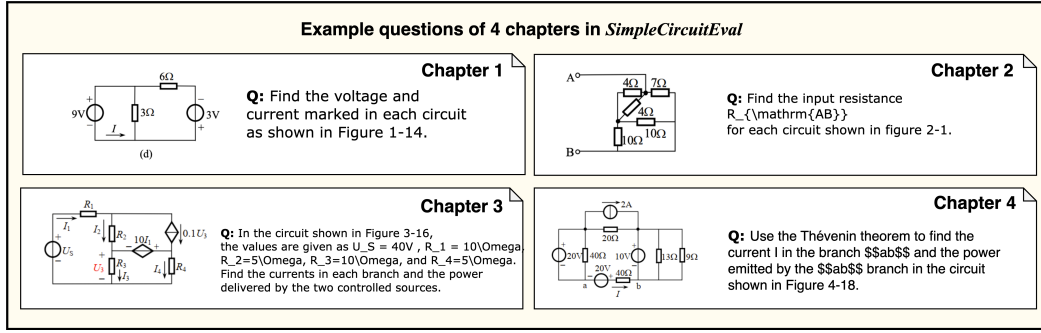 Example questions of 4 chapters in SimpleCircuitEval
Chapter 1
6Ω
9V
+
−
3Ω
−
3V
+
I
(d)
Q: Find the voltage and
current marked in each circuit
as shown in Figure 1-14.
Chapter 2
A
4Ω
7Ω
4Ω
10Ω
10Ω
B
Q: Find the input resistance
R_{\mathrm{AB}}
for each circuit shown in figure 2-1.
Chapter 3
R₁
I₁
I₂
R₂
10I₁
0.1U₃
+
−
U_S
U₃
R₃
I₃
I₄
R₄
Q: In the circuit shown in Figure 3-16,
the values are given as U_S = 40V , R_1 = 10\Omega,
R_2=5\Omega, R_3=10\Omega, and R_4=5\Omega.
Find the currents in each branch and the power
delivered by the two controlled sources.
Chapter 4
2A
20Ω
20V
40Ω
10V
13Ω
9Ω
20V
40Ω
a
b
I
Q: Use the Thévenin theorem to find the
current I in the branch $$ab$$ and the power
emitted by the $$ab$$ branch in the circuit
shown in Figure 4-18.